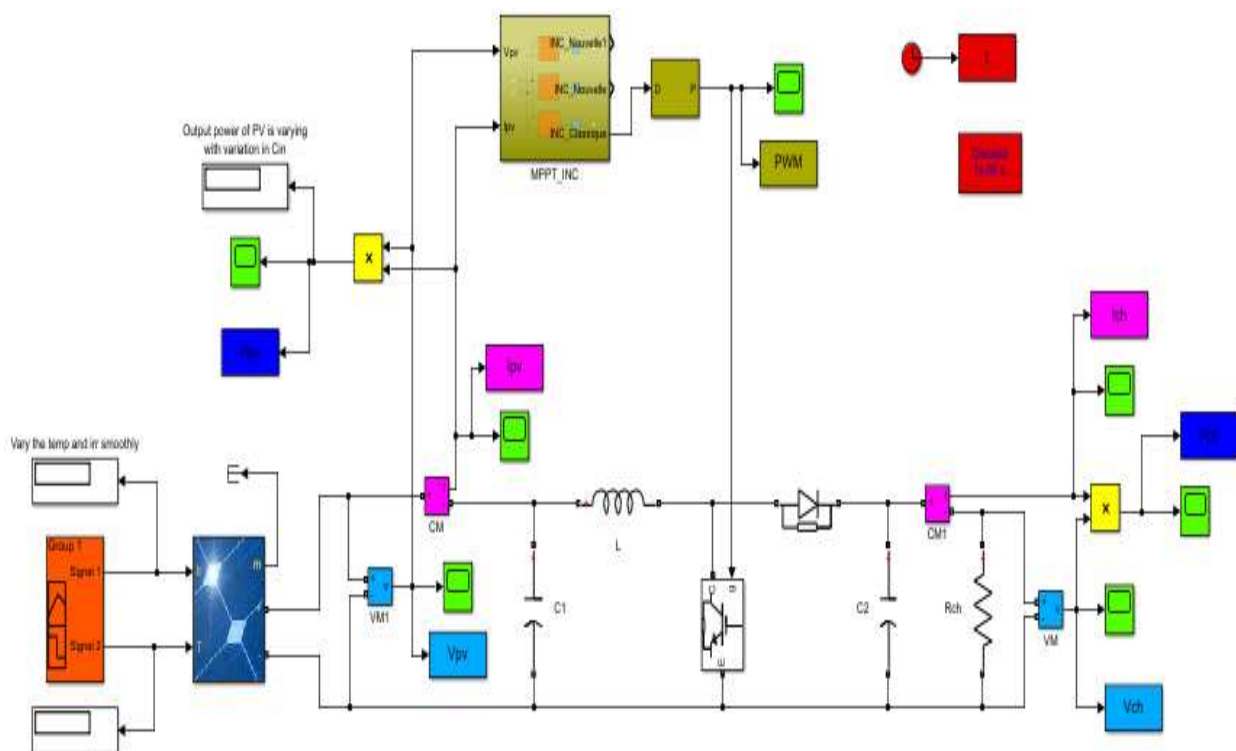 INC_Nouvelle1
Vpv
INC_Nouvelle
Ipv
INC_Classique
MPPT_INC
D
P
PWM
t
Output power of PV is varying
with variation in Cin
x
Ich
Ipv
Vary the temp and irr smoothly
Group 1
Signal 1
Signal 2
T
m
CM
L
CM1
x
VM1
C1
g
C
E
C2
Rch
VM
Vpv
Vch